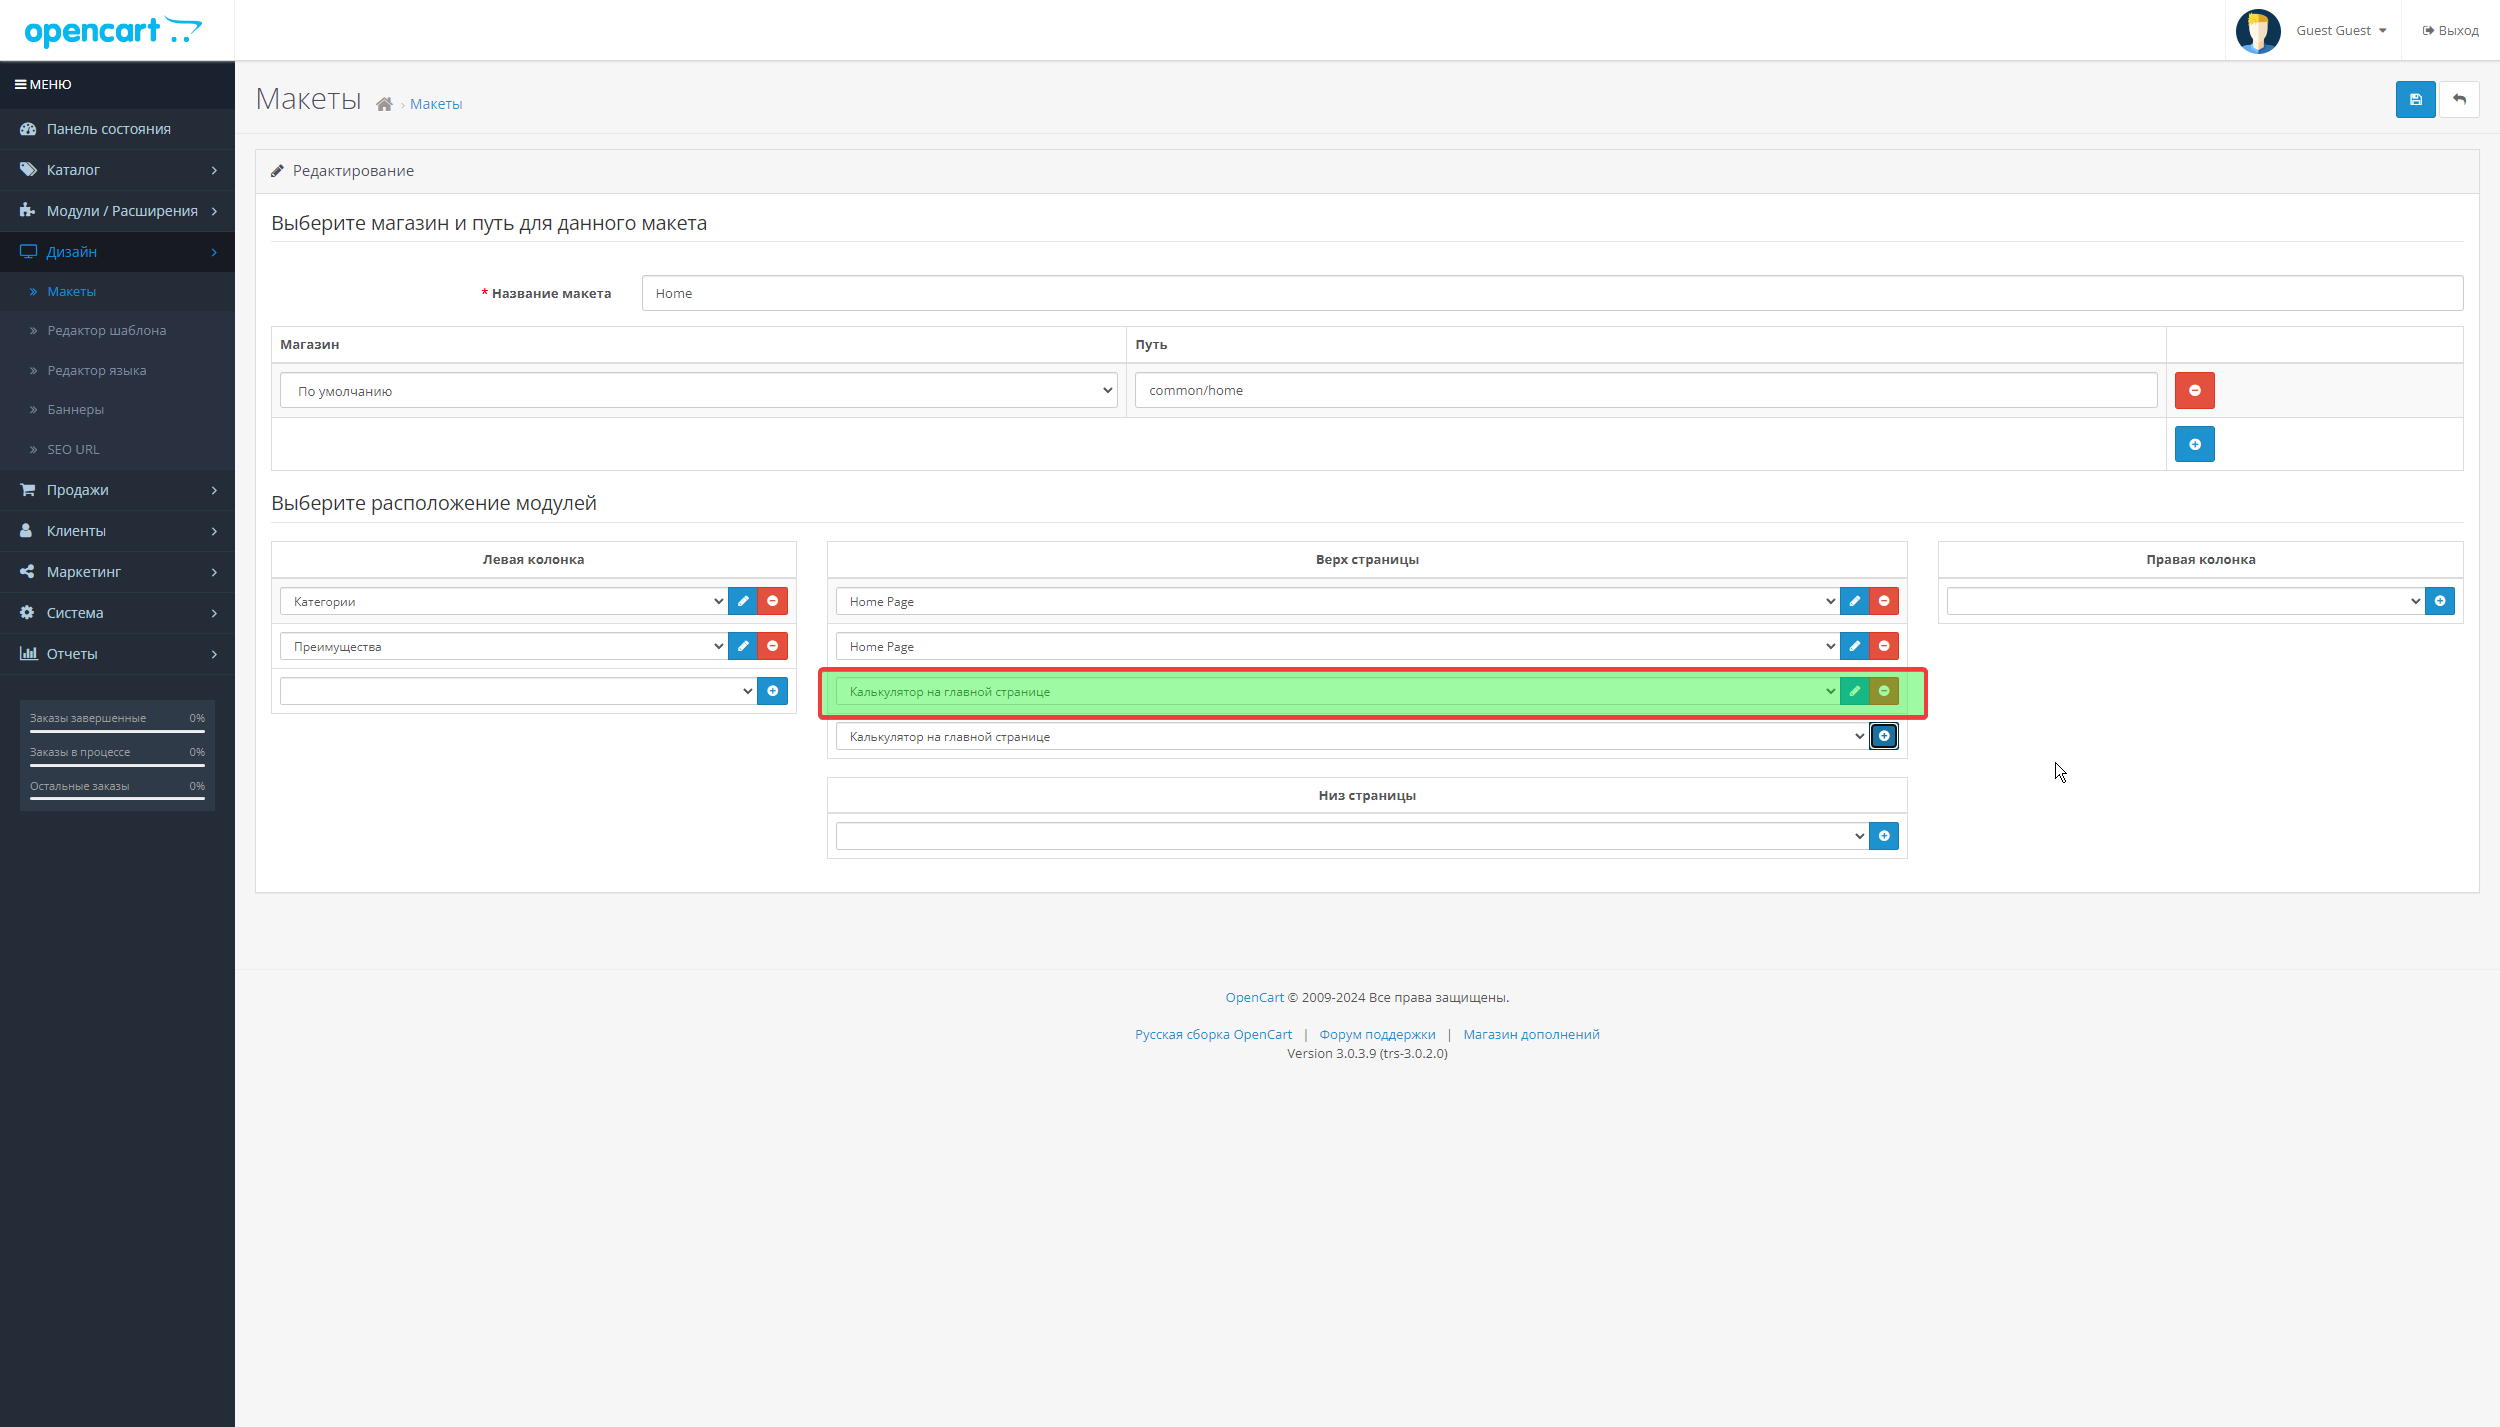 opencart
Guest Guest
Выход
МЕНЮ
Панель состояния
Каталог
Модули / Расширения
Дизайн
Макеты
Редактор шаблона
Редактор языка
Баннеры
SEO URL
Продажи
Клиенты
Маркетинг
Система
Отчеты
Заказы завершенные 0%
Заказы в процессе 0%
Остальные заказы 0%
Макеты › Макеты
Редактирование
Выберите магазин и путь для данного макета
* Название макета Home
Магазин Путь
По умолчанию common/home
Выберите расположение модулей
Левая колонка
Категории
Преимущества
Верх страницы
Home Page
Home Page
Калькулятор на главной странице
Калькулятор на главной странице
Низ страницы
Правая колонка
OpenCart © 2009-2024 Все права защищены.
Русская сборка OpenCart | Форум поддержки | Магазин дополнений
Version 3.0.3.9 (trs-3.0.2.0)